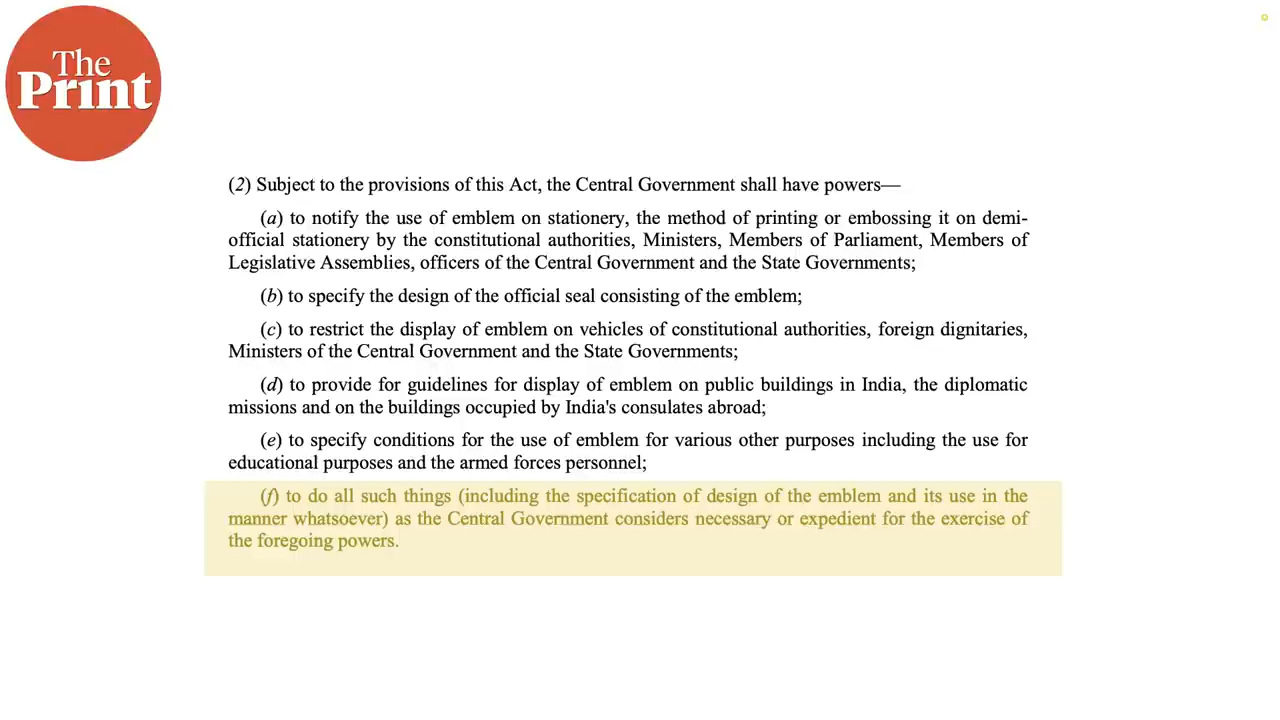 The
Print
(2) Subject to the provisions of this Act, the Central Government shall have powers—
(a) to notify the use of emblem on stationery, the method of printing or embossing it on demi-
official stationery by the constitutional authorities, Ministers, Members of Parliament, Members of
Legislative Assemblies, officers of the Central Government and the State Governments;
(b) to specify the design of the official seal consisting of the emblem;
(c) to restrict the display of emblem on vehicles of constitutional authorities, foreign dignitaries,
Ministers of the Central Government and the State Governments;
(d) to provide for guidelines for display of emblem on public buildings in India, the diplomatic
missions and on the buildings occupied by India's consulates abroad;
(e) to specify conditions for the use of emblem for various other purposes including the use for
educational purposes and the armed forces personnel;
(f) to do all such things (including the specification of design of the emblem and its use in the
manner whatsoever) as the Central Government considers necessary or expedient for the exercise of
the foregoing powers.